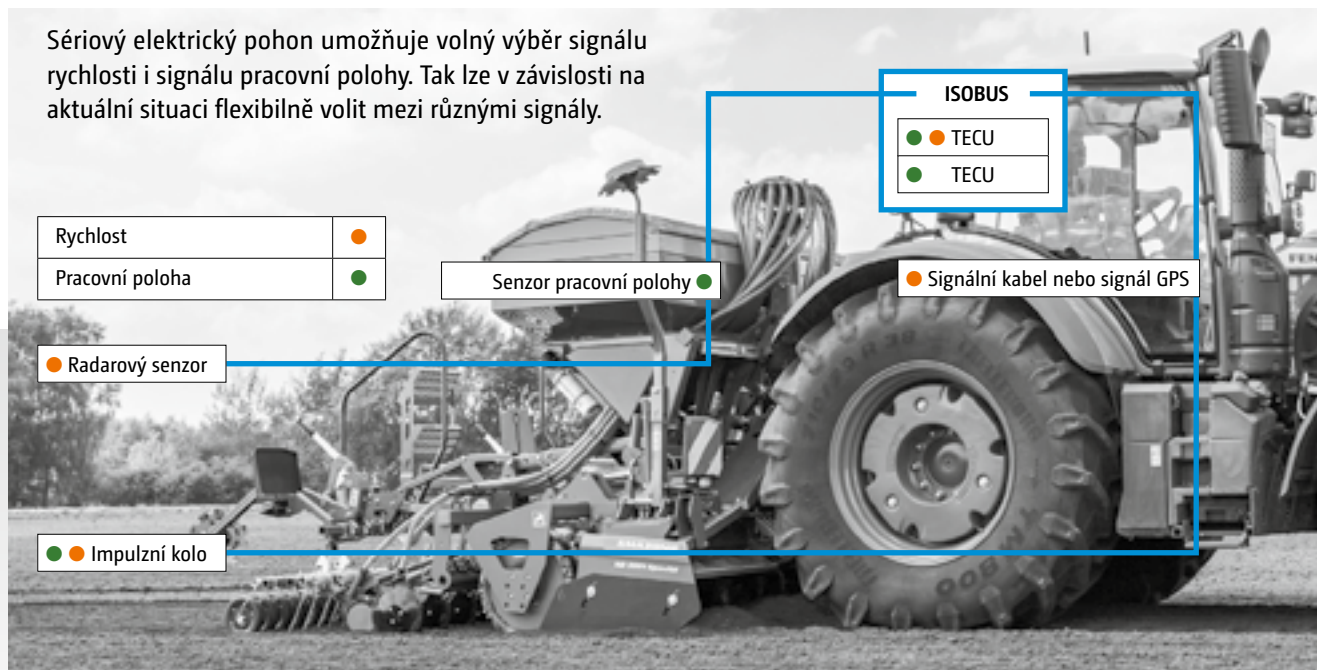 Sériový elektrický pohon umožňuje volný výběr signálu
rychlosti i signálu pracovní polohy. Tak lze v závislosti na
aktuální situaci flexibilně volit mezi různými signály.
ISOBUS
TECU
TECU
Rychlost
Pracovní poloha
Senzor pracovní polohy
Signální kabel nebo signál GPS
Radarový senzor
Impulzní kolo